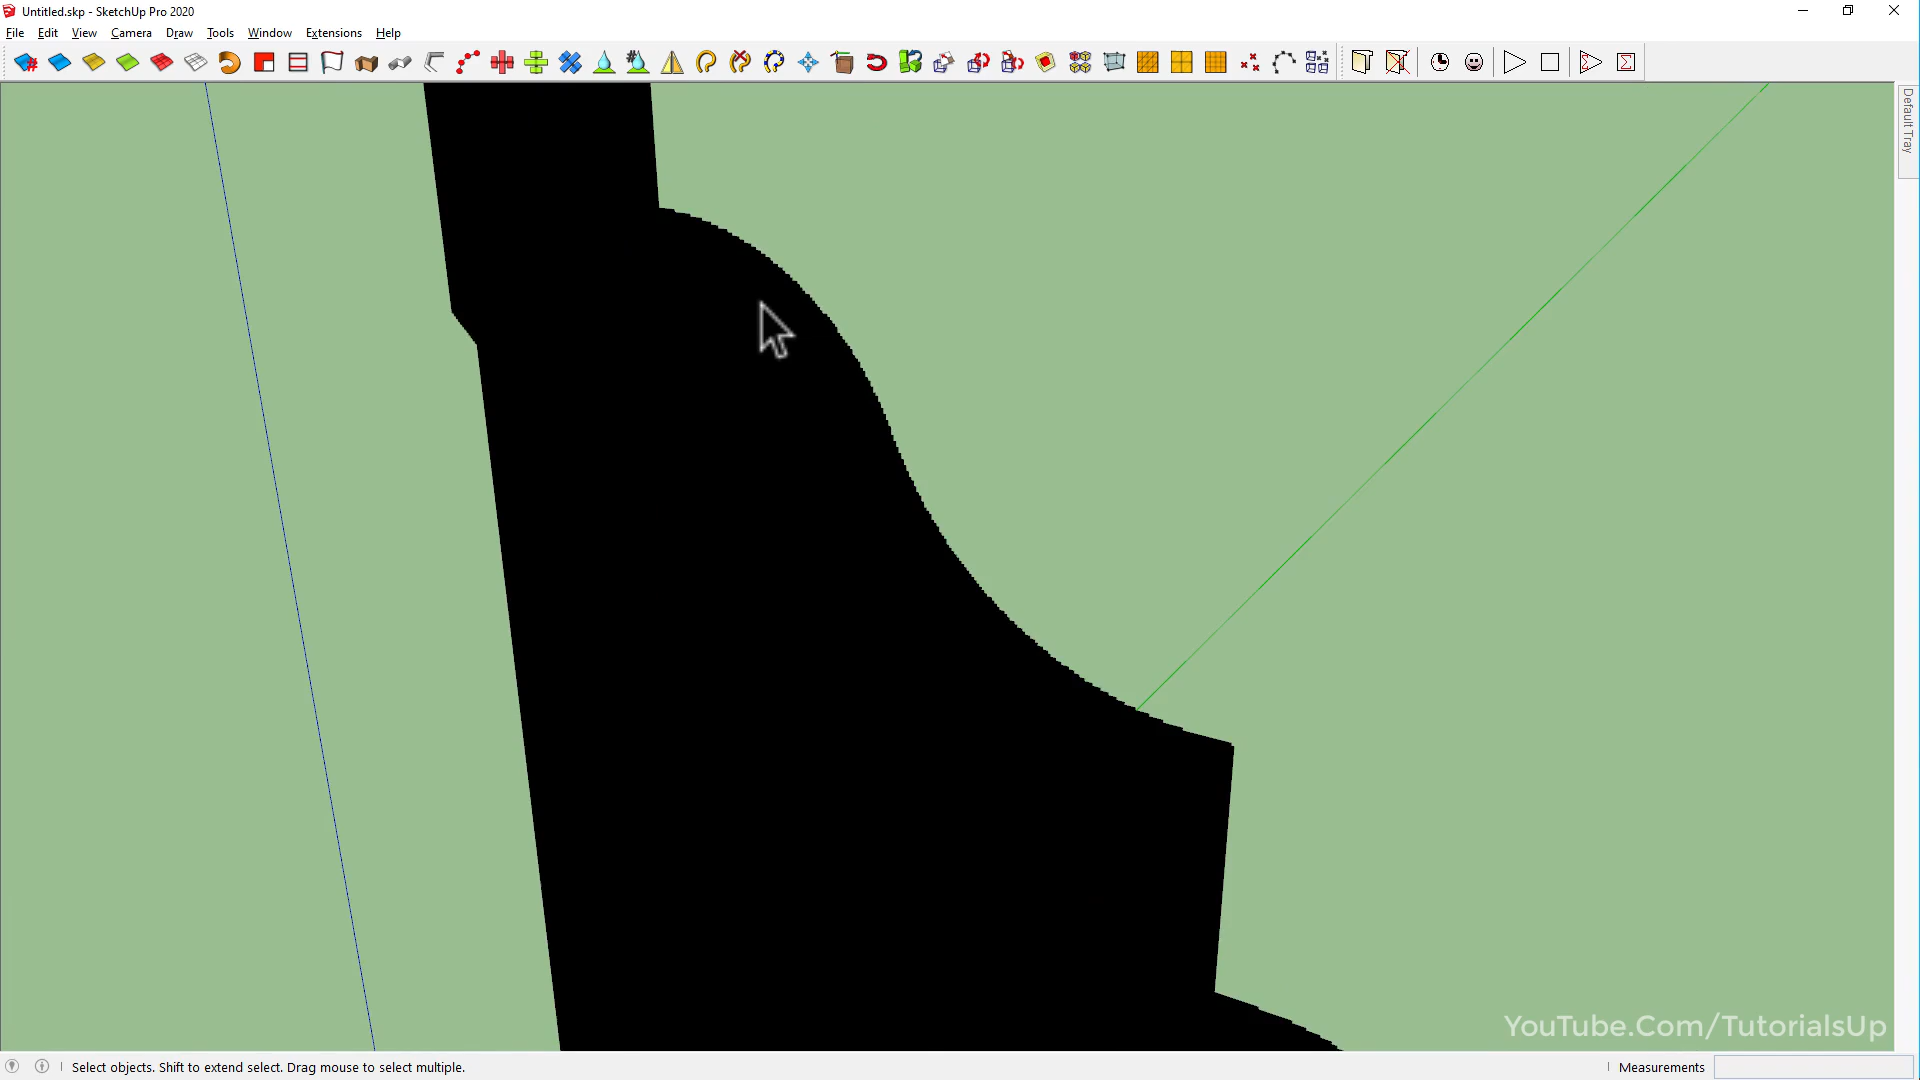 Untitled.skp - SketchUp Pro 2020
File Edit View Camera Draw Tools Window Extensions Help
Default Tray
YouTube.Com/TutorialsUp
Select objects. Shift to extend select. Drag mouse to select multiple.
Measurements